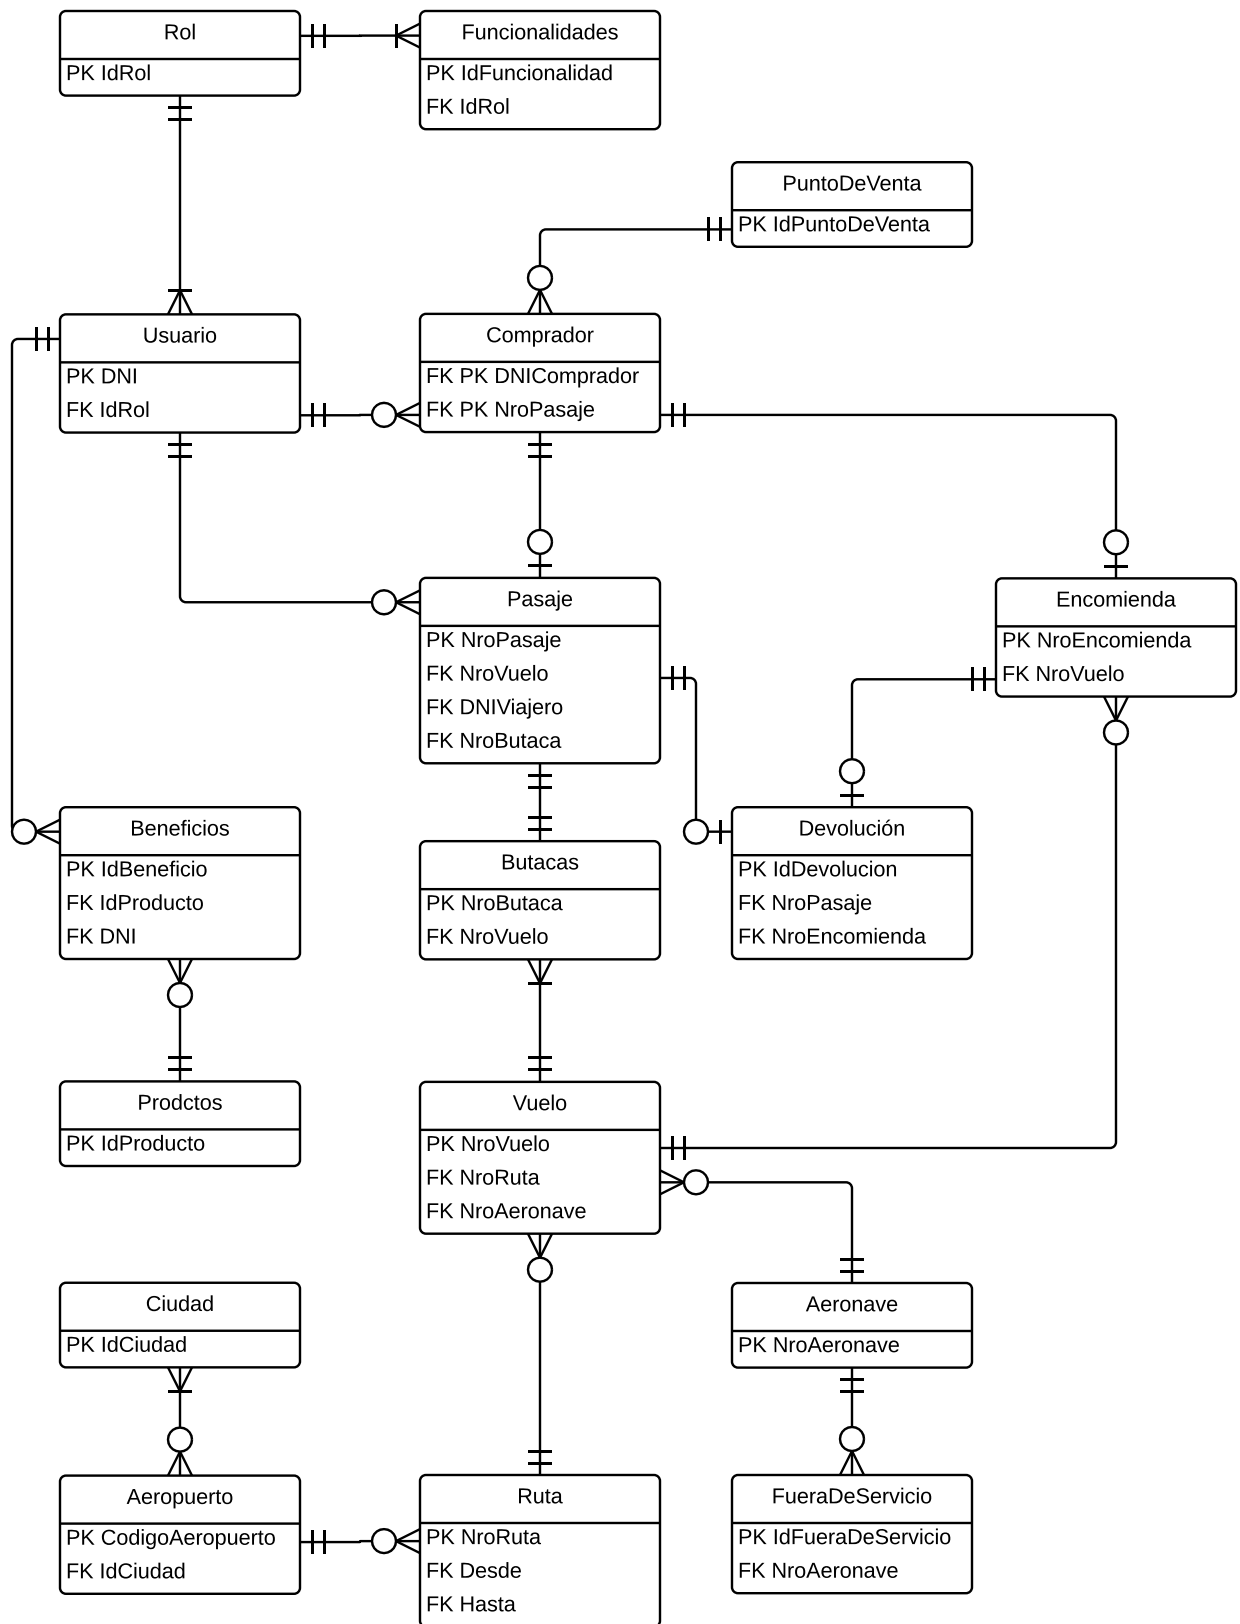 Rol
PK IdRol
Funcionalidades
PK IdFuncionalidad
FK IdRol
PuntoDeVenta
PK IdPuntoDeVenta
Usuario
PK DNI
FK IdRol
Comprador
FK PK DNIComprador
FK PK NroPasaje
Pasaje
PK NroPasaje
FK NroVuelo
FK DNIViajero
FK NroButaca
Encomienda
PK NroEncomienda
FK NroVuelo
Beneficios
PK IdBeneficio
FK IdProducto
FK DNI
Butacas
PK NroButaca
FK NroVuelo
Devolución
PK IdDevolucion
FK NroPasaje
FK NroEncomienda
Prodctos
PK IdProducto
Vuelo
PK NroVuelo
FK NroRuta
FK NroAeronave
Ciudad
PK IdCiudad
Aeronave
PK NroAeronave
Aeropuerto
PK CodigoAeropuerto
FK IdCiudad
Ruta
PK NroRuta
FK Desde
FK Hasta
FueraDeServicio
PK IdFueraDeServicio
FK NroAeronave